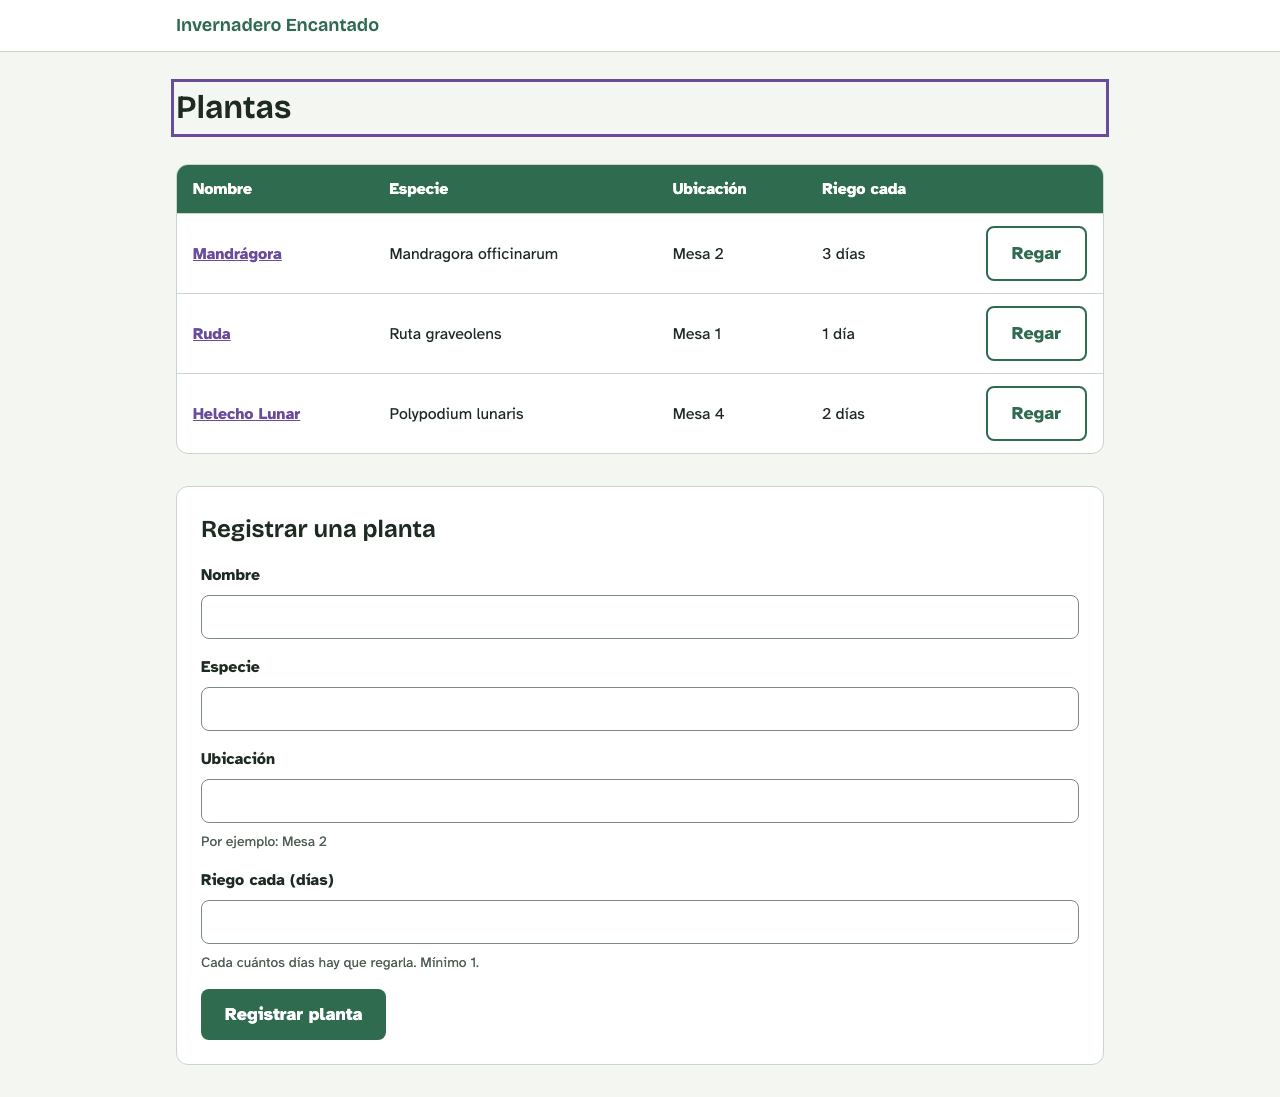 Invernadero Encantado
Plantas
Nombre Especie Ubicación Riego cada
Mandrágora Mandragora officinarum Mesa 2 3 días Regar
Ruda Ruta graveolens Mesa 1 1 día Regar
Helecho Lunar Polypodium lunaris Mesa 4 2 días Regar
Registrar una planta
Nombre
Especie
Ubicación
Por ejemplo: Mesa 2
Riego cada (días)
Cada cuántos días hay que regarla. Mínimo 1.
Registrar planta